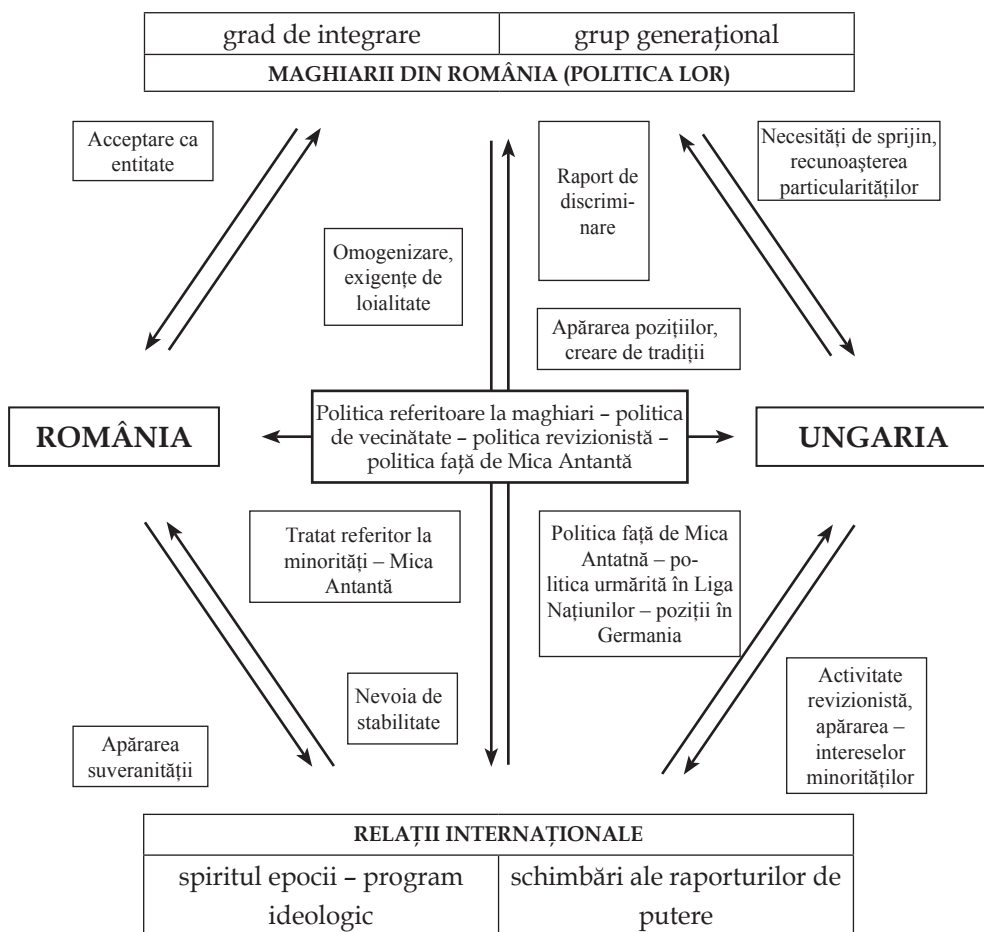 grad de integrare
grup generațional
MAGHIARII DIN ROMÂNIA (POLITICA LOR)
Acceptare ca
entitate
Raport de
discrimi-
nare
Necesități de sprijin,
recunoașterea
particularităților
Omogenizare,
exigențe de
loialitate
Apărarea pozițiilor,
creare de tradiții
ROMÂNIA
Politica referitoare la maghiari – politica
de vecinătate – politica revizionistă –
politica față de Mica Antantă
UNGARIA
Tratat referitor la
minorități – Mica
Antantă
Politica față de Mica
Antatnă – po-
litica urmărită în Liga
Națiunilor – poziții în
Germania
Nevoia de
stabilitate
Apărarea
suveranității
Activitate
revizionistă,
apărarea –
intereselor
minorităților
RELAȚII INTERNAȚIONALE
spiritul epocii – program
ideologic
schimbări ale raporturilor de
putere